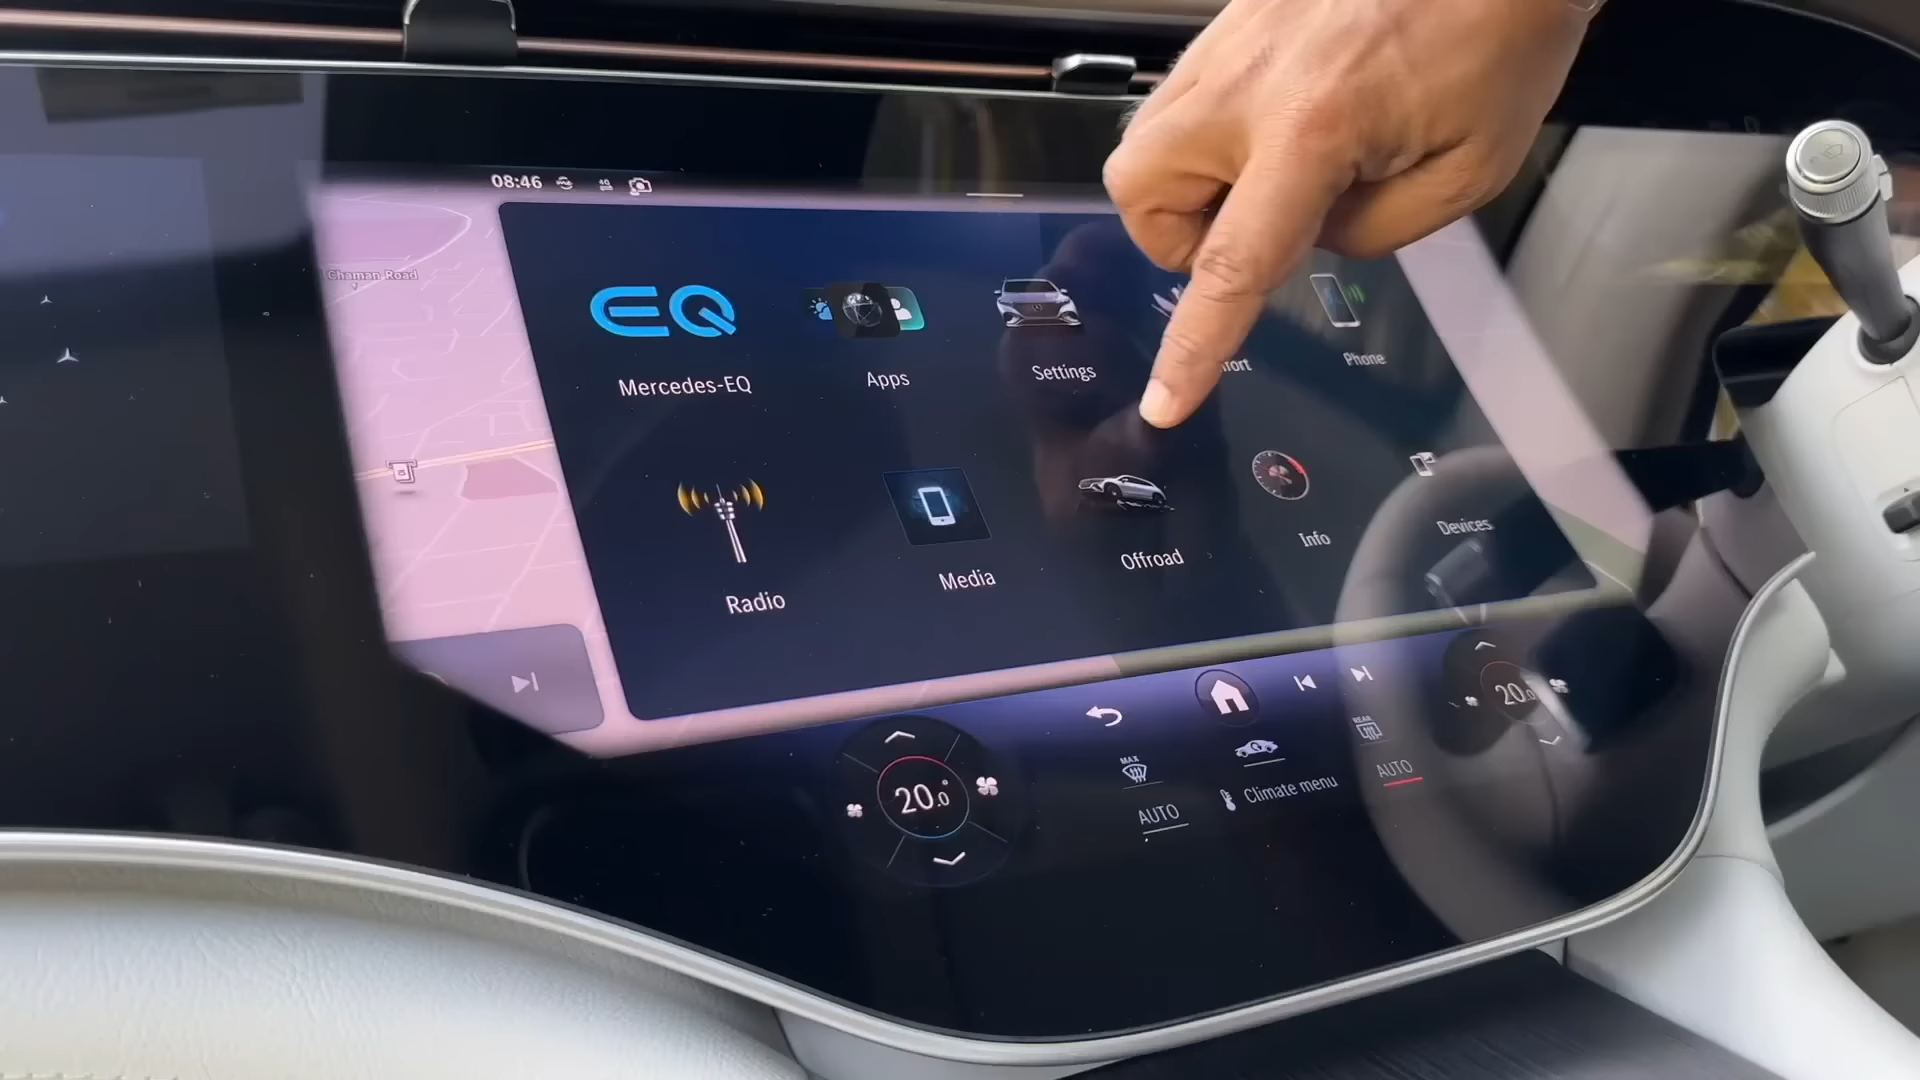 08:46
4G
Chaman Road
EQ
Mercedes-EQ
Apps
Settings
Phone
Radio
Media
Offroad
Info
Devices
20.0°
MAX
AUTO
Climate menu
REAR
AUTO
20.0